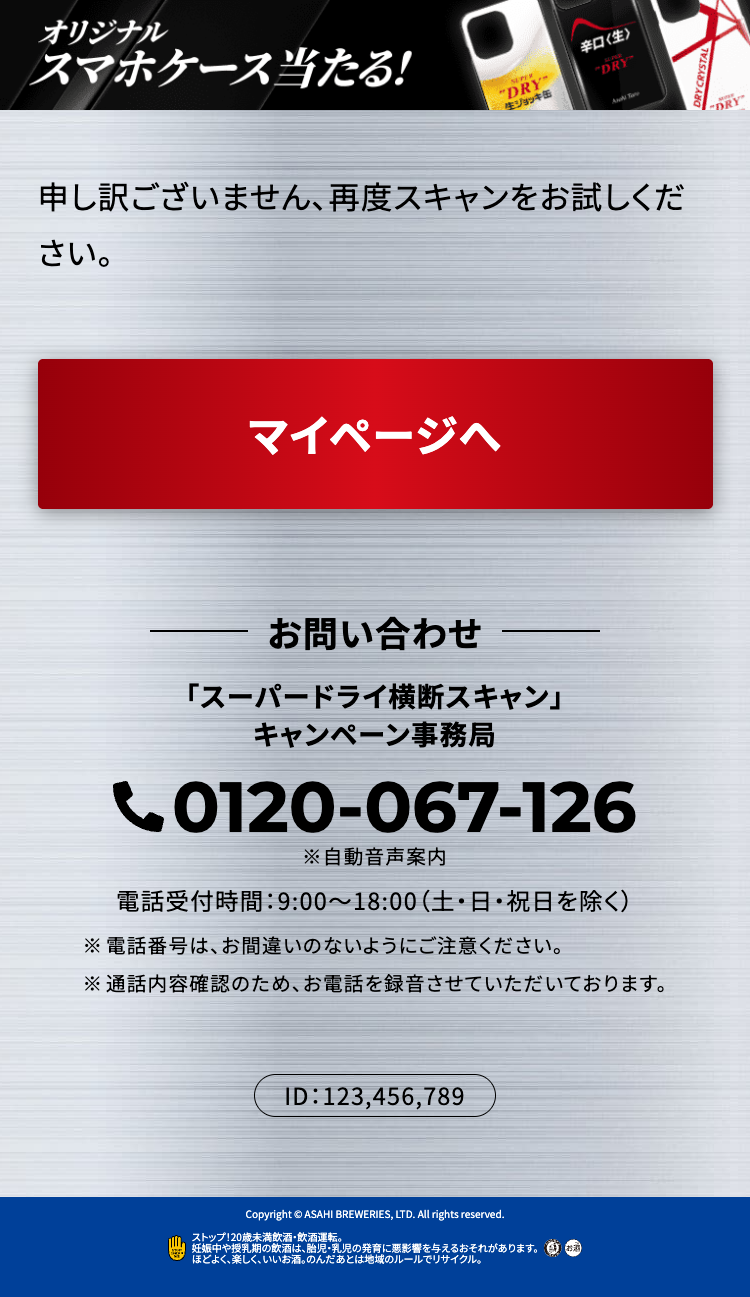 オリジナル
スマホケース当たる!
SUPER
"DRY"
生ジョッキ缶
辛口〈生〉
SUPER
"DRY"
Asahi Taro
DRY CRYSTAL
SUPER
"DRY"
申し訳ございません、再度スキャンをお試しくだ
さい。
マイページへ
お問い合わせ
「スーパードライ横断スキャン」
キャンペーン事務局
0120-067-126
※自動音声案内
電話受付時間：9:00〜18:00（土・日・祝日を除く）
※ 電話番号は、お間違いのないようにご注意ください。
※ 通話内容確認のため、お電話を録音させていただいております。
ID：123,456,789
Copyright © ASAHI BREWERIES, LTD. All rights reserved.
ストップ！20歳未満飲酒・飲酒運転。
妊娠中や授乳期の飲酒は、胎児・乳児の発育に悪影響を与えるおそれがあります。
お酒
ほどよく、楽しく、いいお酒。のんだあとは地域のルールでリサイクル。